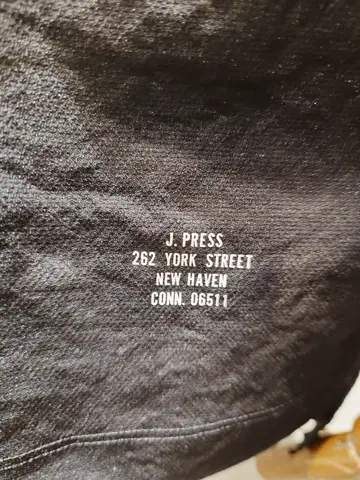 J. PRESS
262 YORK STREET
NEW HAVEN
CONN. 06511